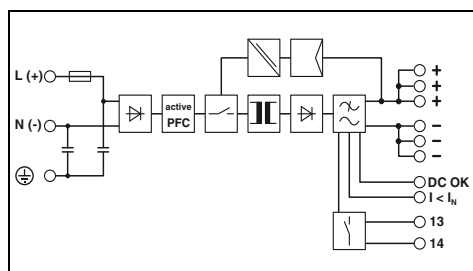 L (+)
N (-)
active
PFC
+
+
+
−
−
−
DC OK
I < IN
13
14